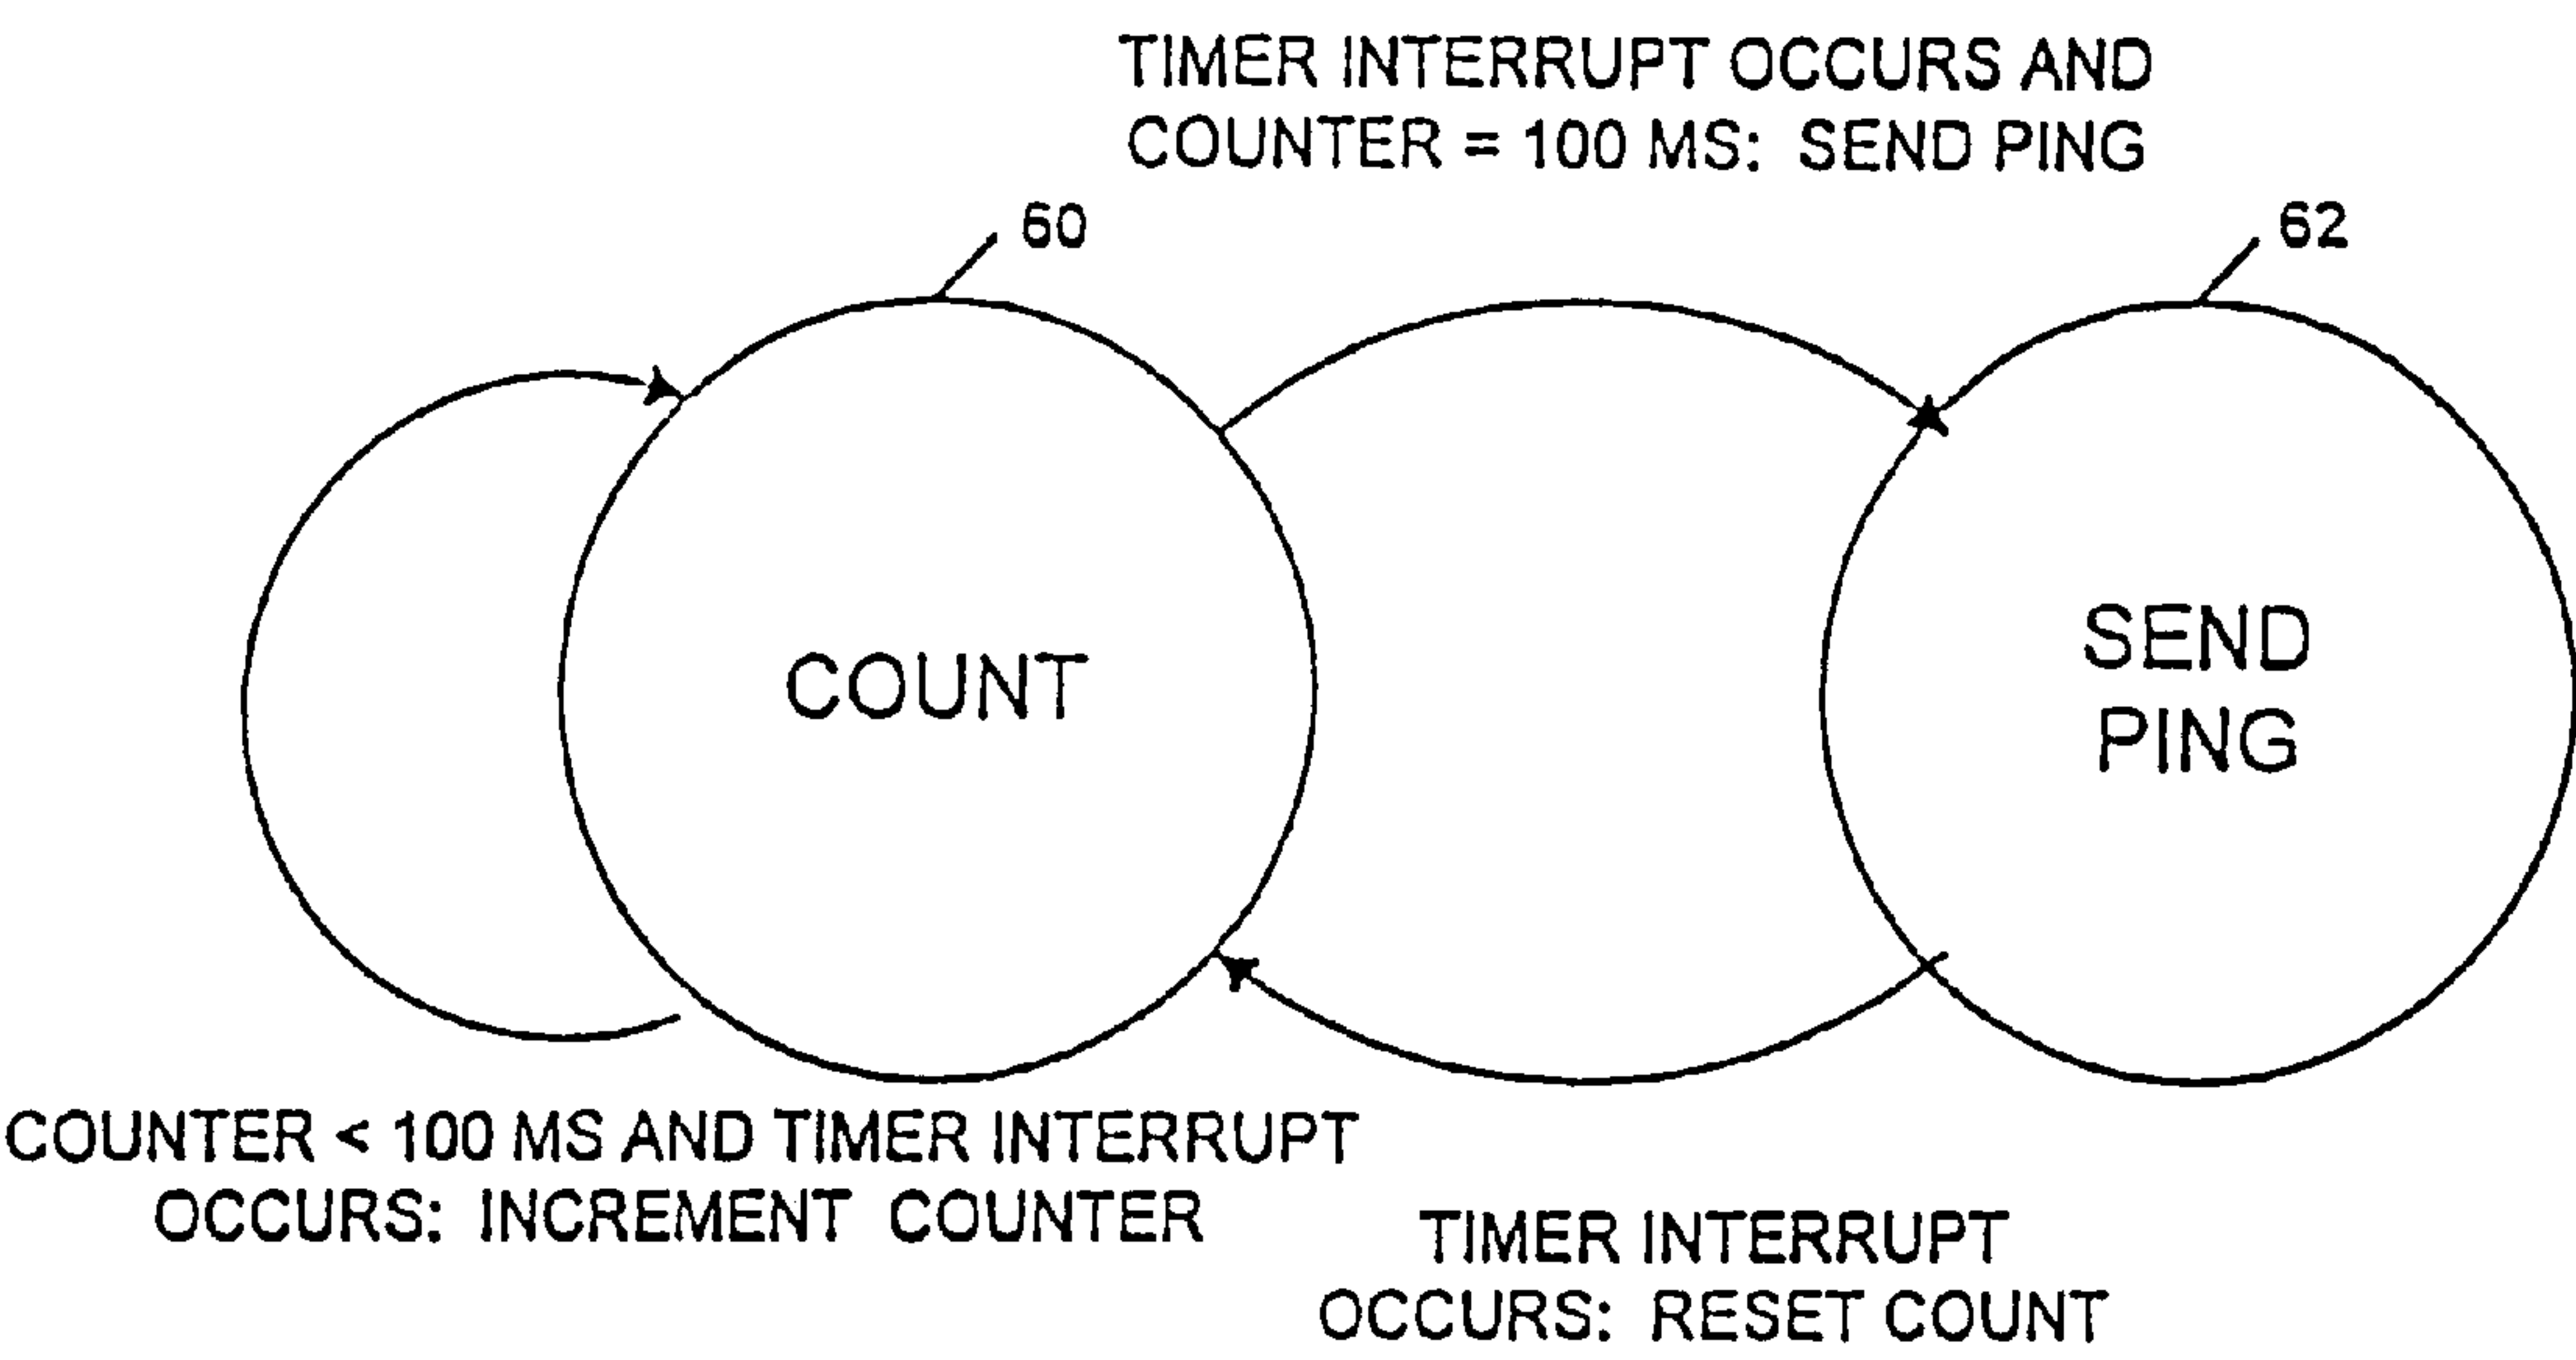 TIMER INTERRUPT OCCURS AND
COUNTER = 100 MS: SEND PING
60
62
COUNT
SEND
PING
COUNTER < 100 MS AND TIMER INTERRUPT
OCCURS: INCREMENT COUNTER
TIMER INTERRUPT
OCCURS: RESET COUNT